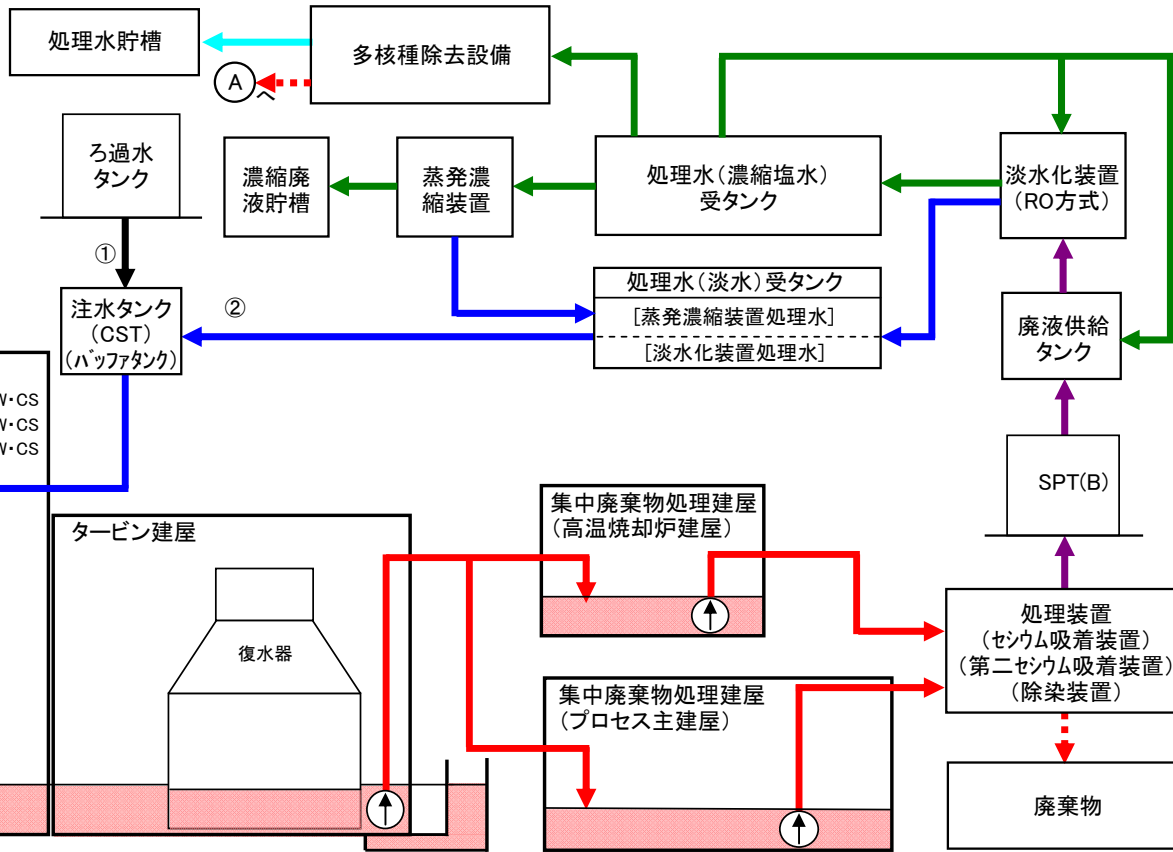 処理水貯槽
多核種除去設備
A
へ
ろ過水
タンク
濃縮廃
液貯槽
蒸発濃
縮装置
処理水(濃縮塩水)
受タンク
淡水化装置
(RO方式)
①
注水タンク
(CST)
(ﾊﾞｯﾌｧﾀﾝｸ)
②
処理水(淡水)受タンク
[蒸発濃縮装置処理水]
[淡水化装置処理水]
廃液供給
タンク
W・CS
W・CS
W・CS
SPT(B)
タービン建屋
復水器
集中廃棄物処理建屋
(高温焼却炉建屋)
集中廃棄物処理建屋
(プロセス主建屋)
処理装置
(ｾｼｳﾑ吸着装置)
(第二ｾｼｳﾑ吸着装置)
(除染装置)
廃棄物